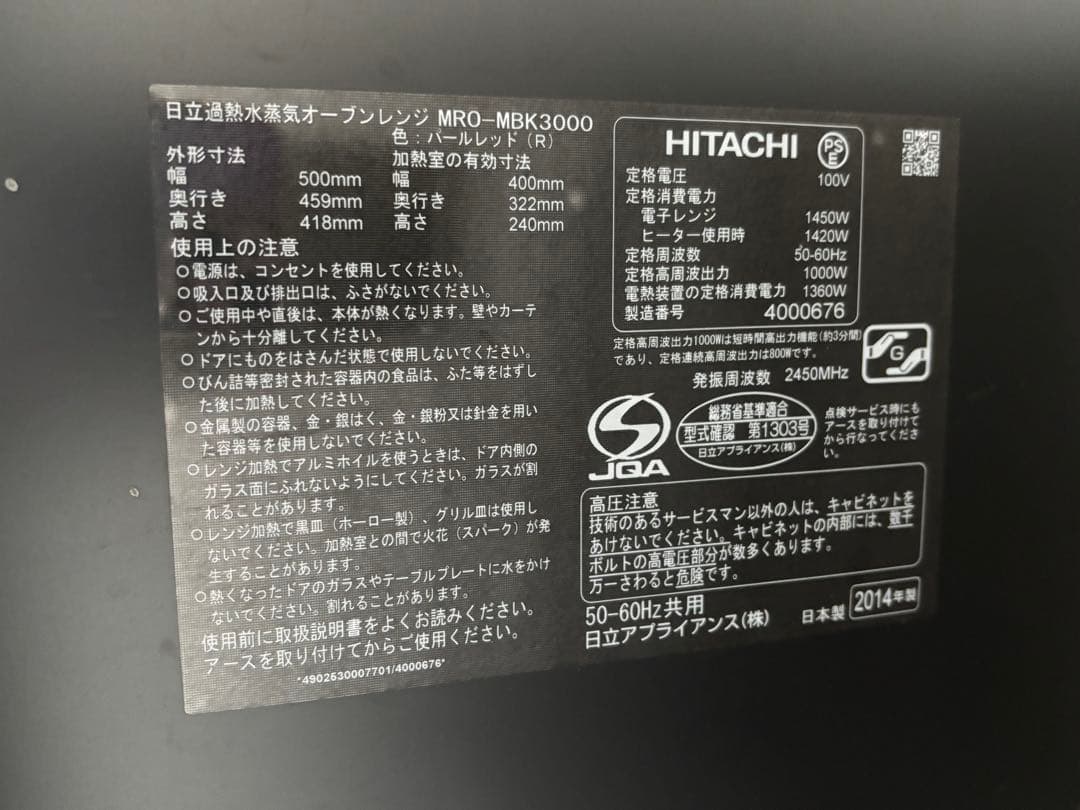 日立過熱水蒸気オーブンレンジ MRO-MBK3000
色：パールレッド（R）
外形寸法
幅 500mm
奥行き 459mm
高さ 418mm
加熱室の有効寸法
幅 400mm
奥行き 322mm
高さ 240mm
使用上の注意
○電源は、コンセントを使用してください。
○吸入口及び排出口は、ふさがないでください。
○ご使用中や直後は、本体が熱くなります。壁やカーテ
ンから十分離してください。
○ドアにものをはさんだ状態で使用しないでください。
○びん詰等密封された容器内の食品は、ふた等をはずし
た後に加熱してください。
○金属製の容器、金・銀はく、金・銀粉又は針金を用い
た容器等を使用しないでください。
○レンジ加熱でアルミホイルを使うときは、ドア内側の
ガラス面にふれないようにしてください。ガラスが割
れることがあります。
○レンジ加熱で黒皿（ホーロー製）、グリル皿は使用し
ないでください。加熱室との間で火花（スパーク）が発
生することがあります。
○熱くなったドアのガラスやテーブルプレートに水をかけ
ないでください。割れることがあります。
使用前に取扱説明書をよくお読みください。
アースを取り付けてからご使用ください。
*4902530007701/4000676*
HITACHI
PS
E
定格電圧 100V
定格消費電力
電子レンジ 1450W
ヒーター使用時 1420W
定格周波数 50-60Hz
定格高周波出力 1000W
電熱装置の定格消費電力 1360W
製造番号 4000676
定格高周波出力1000Wは短時間高出力機能（約3分間）
であり、定格連続高周波出力は800Wです。
発振周波数 2450MHz
G
JQA
総務省基準適合
型式確認 第1303号
日立アプライアンス(株)
点検サービス時にも
アースを取り付けて
から行なってくださ
い。
高圧注意
技術のあるサービスマン以外の人は、キャビネットを
あけないでください。キャビネットの内部には、数千
ボルトの高電圧部分が数多くあります。
万一さわると危険です。
50-60Hz共用
日立アプライアンス(株)
日本製
2014年製